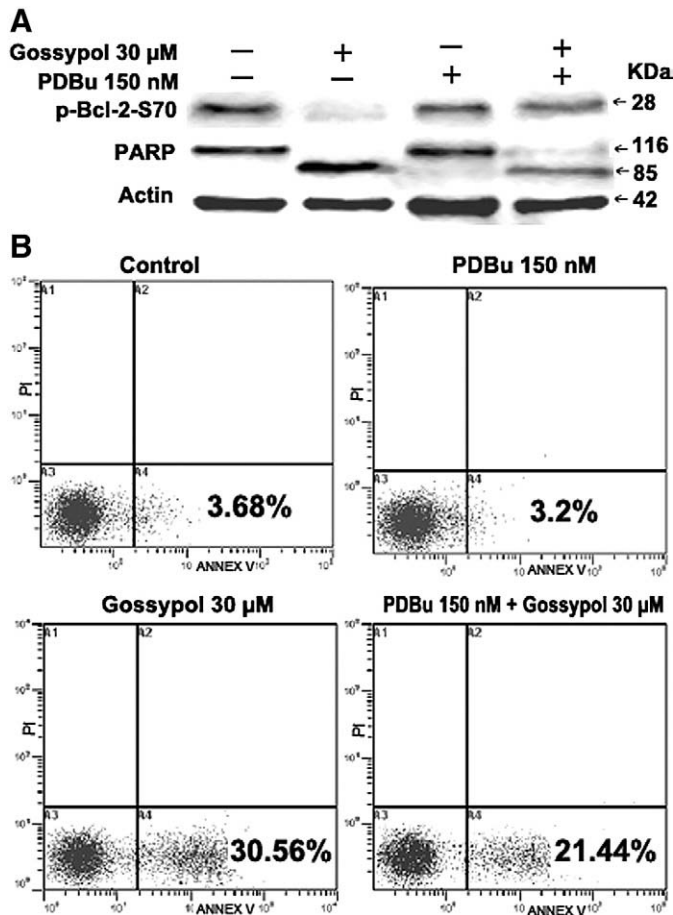 A
Gossypol 30 μM − + − +
PDBu 150 nM − − + + KDa
p-Bcl-2-S70 ←28
PARP ←116
←85
Actin ←42
B
Control
A1 A2
PI
A3 A4
3.68%
ANNEX V
PDBu 150 nM
A1 A2
PI
A3 A4
3.2%
ANNEX V
Gossypol 30 μM
A1 A2
PI
A3 A4
30.56%
ANNEX V
PDBu 150 nM + Gossypol 30 μM
A1 A2
PI
A3 A4
21.44%
ANNEX V